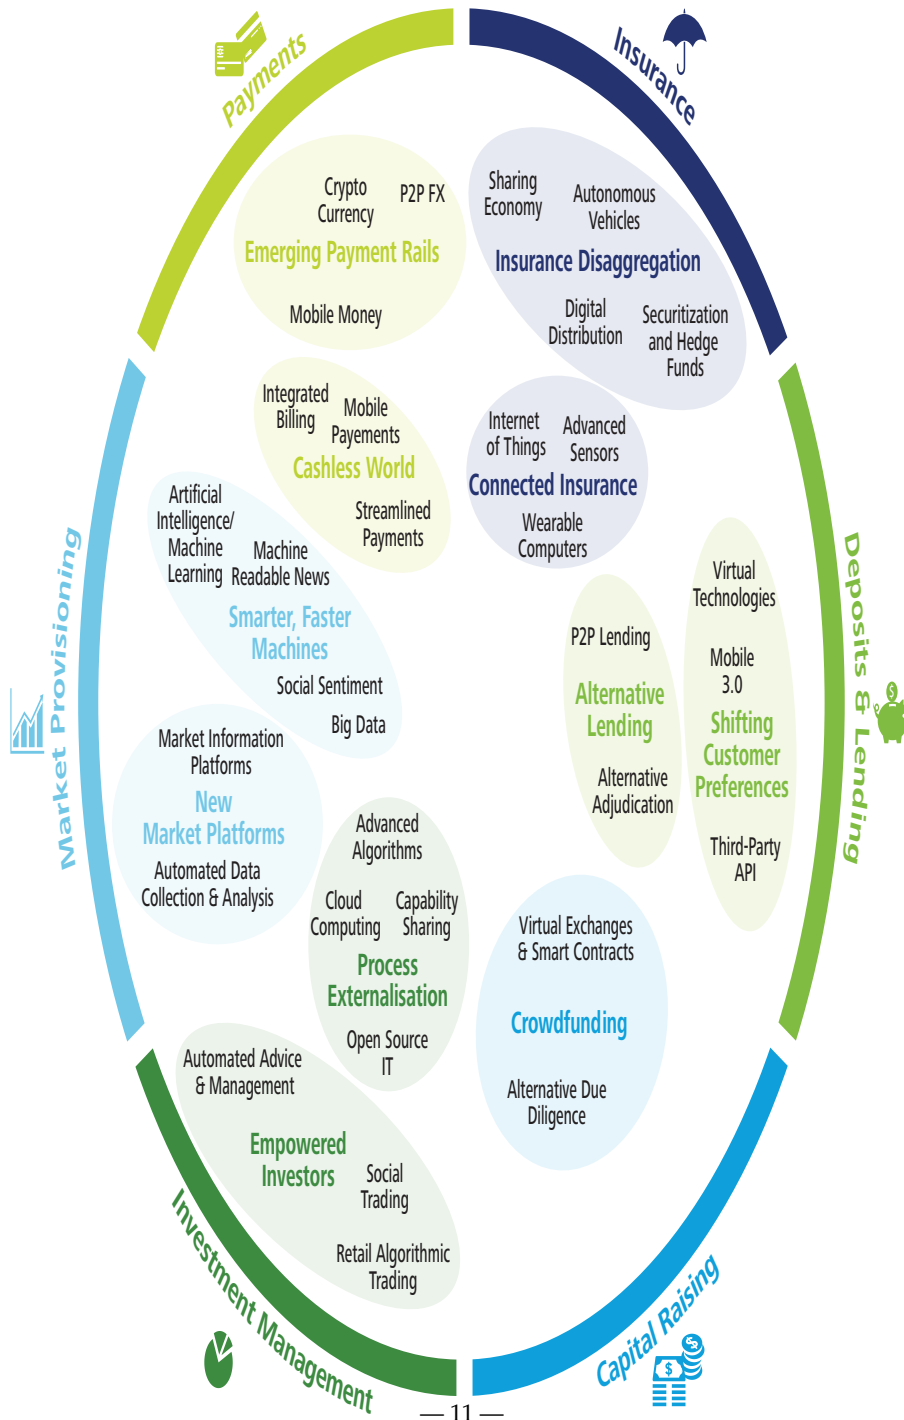 Payments
Insurance
Crypto
Currency
P2P FX
Emerging Payment Rails
Mobile Money
Sharing
Economy
Autonomous
Vehicles
Insurance Disaggregation
Digital
Distribution
Securitization
and Hedge
Funds
Integrated
Billing
Mobile
Payements
Cashless World
Streamlined
Payments
Internet
of Things
Advanced
Sensors
Connected Insurance
Wearable
Computers
Market Provisioning
Artificial
Intelligence/
Machine
Learning
Machine
Readable News
Smarter, Faster
Machines
Social Sentiment
Big Data
Deposits & Lending
$
P2P Lending
Alternative
Lending
Alternative
Adjudication
Virtual
Technologies
Mobile
3.0
Shifting
Customer
Preferences
Third-Party
API
Market Information
Platforms
New
Market Platforms
Automated Data
Collection & Analysis
Advanced
Algorithms
Cloud
Computing
Capability
Sharing
Process
Externalisation
Open Source
IT
Virtual Exchanges
& Smart Contracts
Crowdfunding
Alternative Due
Diligence
Automated Advice
& Management
Empowered
Investors
Social
Trading
Retail Algorithmic
Trading
Investment Management
Capital Raising
$
$
— 11 —